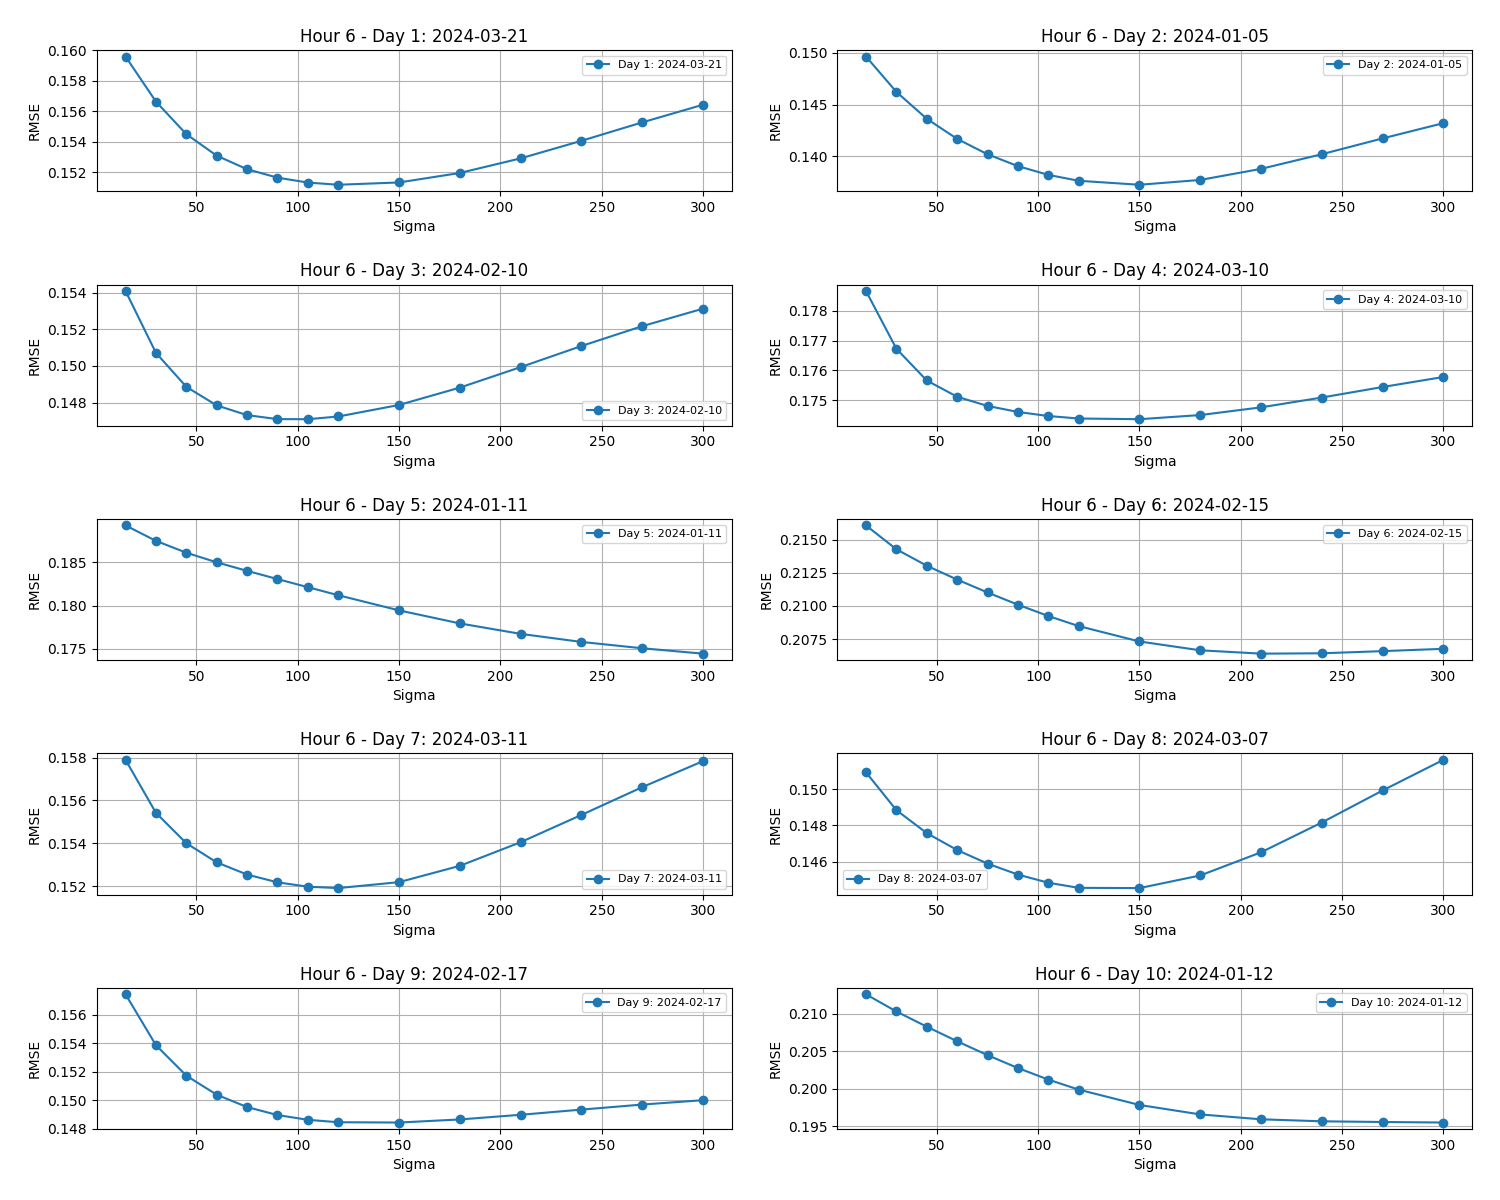 Hour 6 - Day 1: 2024-03-21
0.160
0.158
0.156
0.154
0.152
RMSE
Day 1: 2024-03-21
50 100 150 200 250 300
Sigma
Hour 6 - Day 2: 2024-01-05
0.150
0.145
0.140
RMSE
Day 2: 2024-01-05
50 100 150 200 250 300
Sigma
Hour 6 - Day 3: 2024-02-10
0.154
0.152
0.150
0.148
RMSE
Day 3: 2024-02-10
50 100 150 200 250 300
Sigma
Hour 6 - Day 4: 2024-03-10
0.178
0.177
0.176
0.175
RMSE
Day 4: 2024-03-10
50 100 150 200 250 300
Sigma
Hour 6 - Day 5: 2024-01-11
0.185
0.180
0.175
RMSE
Day 5: 2024-01-11
50 100 150 200 250 300
Sigma
Hour 6 - Day 6: 2024-02-15
0.2150
0.2125
0.2100
0.2075
RMSE
Day 6: 2024-02-15
50 100 150 200 250 300
Sigma
Hour 6 - Day 7: 2024-03-11
0.158
0.156
0.154
0.152
RMSE
Day 7: 2024-03-11
50 100 150 200 250 300
Sigma
Hour 6 - Day 8: 2024-03-07
0.150
0.148
0.146
RMSE
Day 8: 2024-03-07
50 100 150 200 250 300
Sigma
Hour 6 - Day 9: 2024-02-17
0.156
0.154
0.152
0.150
0.148
RMSE
Day 9: 2024-02-17
50 100 150 200 250 300
Sigma
Hour 6 - Day 10: 2024-01-12
0.210
0.205
0.200
0.195
RMSE
Day 10: 2024-01-12
50 100 150 200 250 300
Sigma